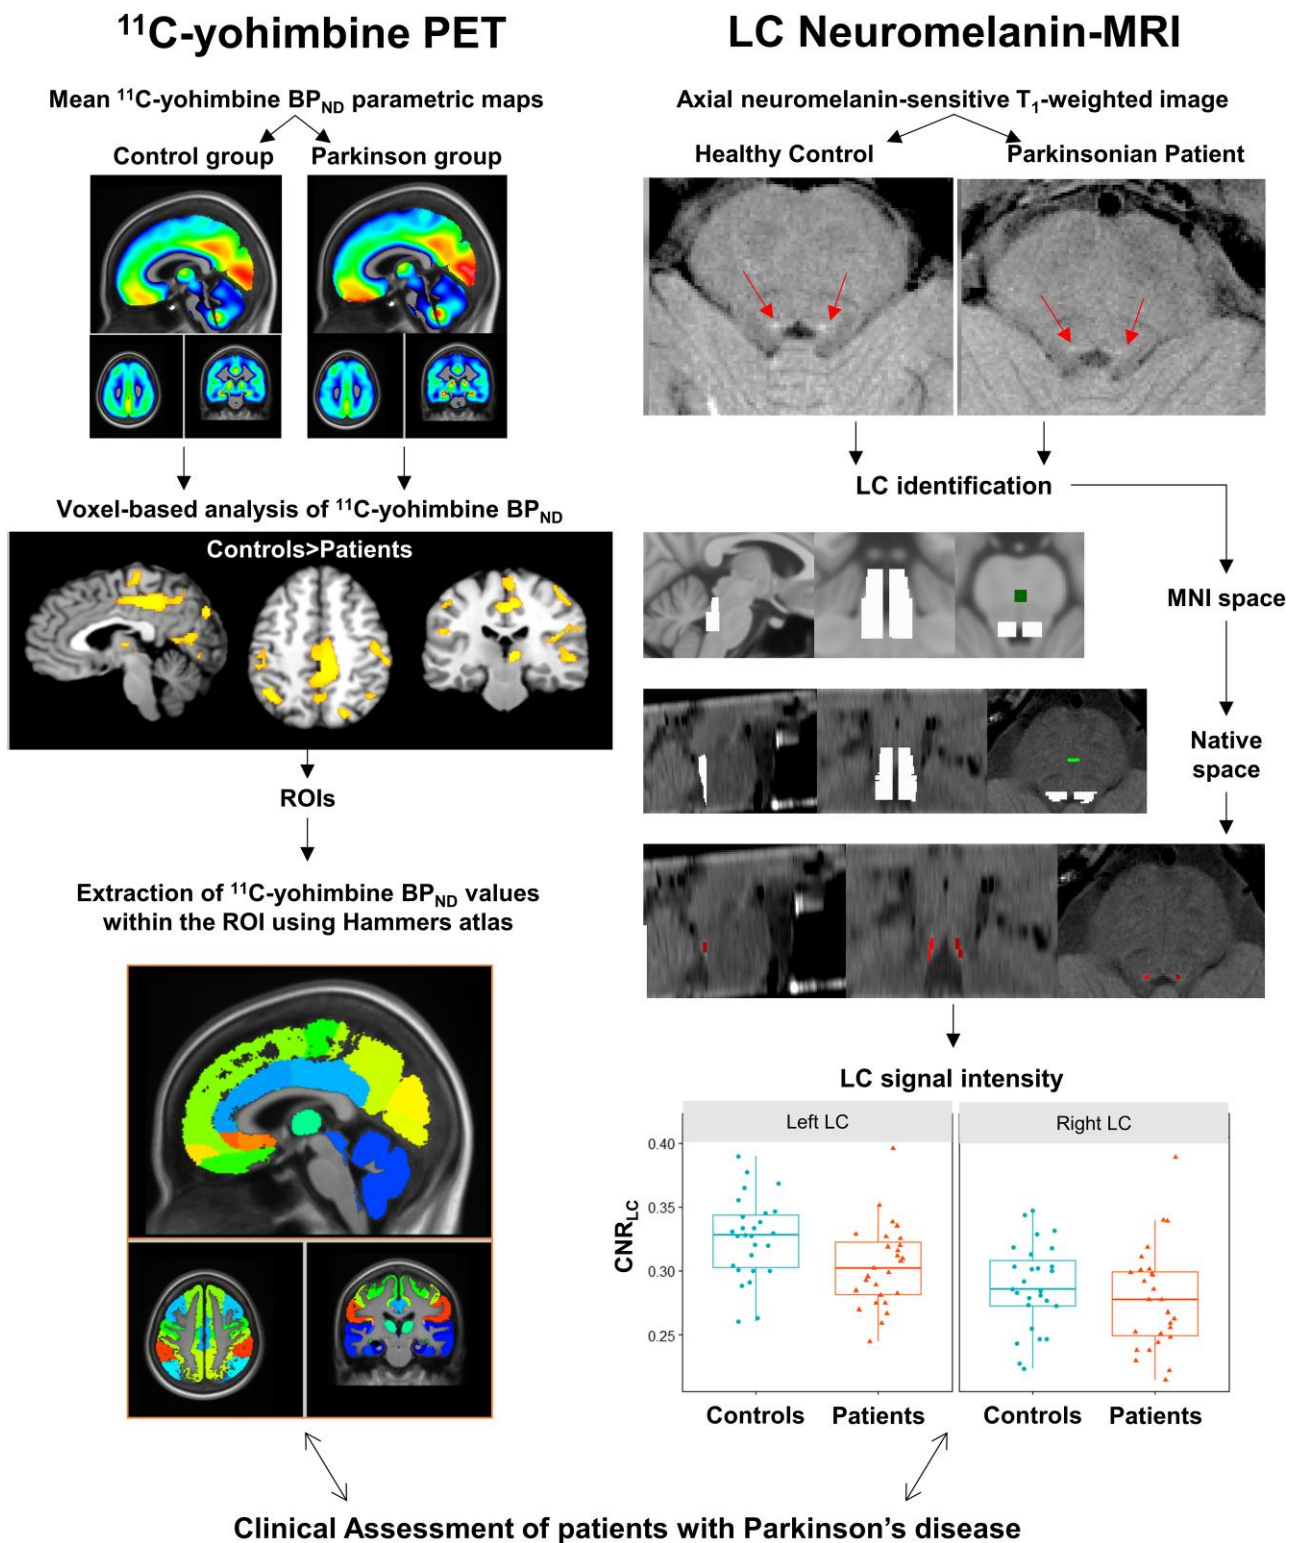 ¹¹C-yohimbine PET
Mean ¹¹C-yohimbine BP_ND parametric maps
Control group
Parkinson group
Voxel-based analysis of ¹¹C-yohimbine BP_ND
Controls>Patients
ROIs
Extraction of ¹¹C-yohimbine BP_ND values
within the ROI using Hammers atlas
LC Neuromelanin-MRI
Axial neuromelanin-sensitive T₁-weighted image
Healthy Control
Parkinsonian Patient
LC identification
MNI space
Native
space
LC signal intensity
Left LC
Right LC
CNR_LC
0.40
0.35
0.30
0.25
Controls
Patients
Controls
Patients
Clinical Assessment of patients with Parkinson’s disease